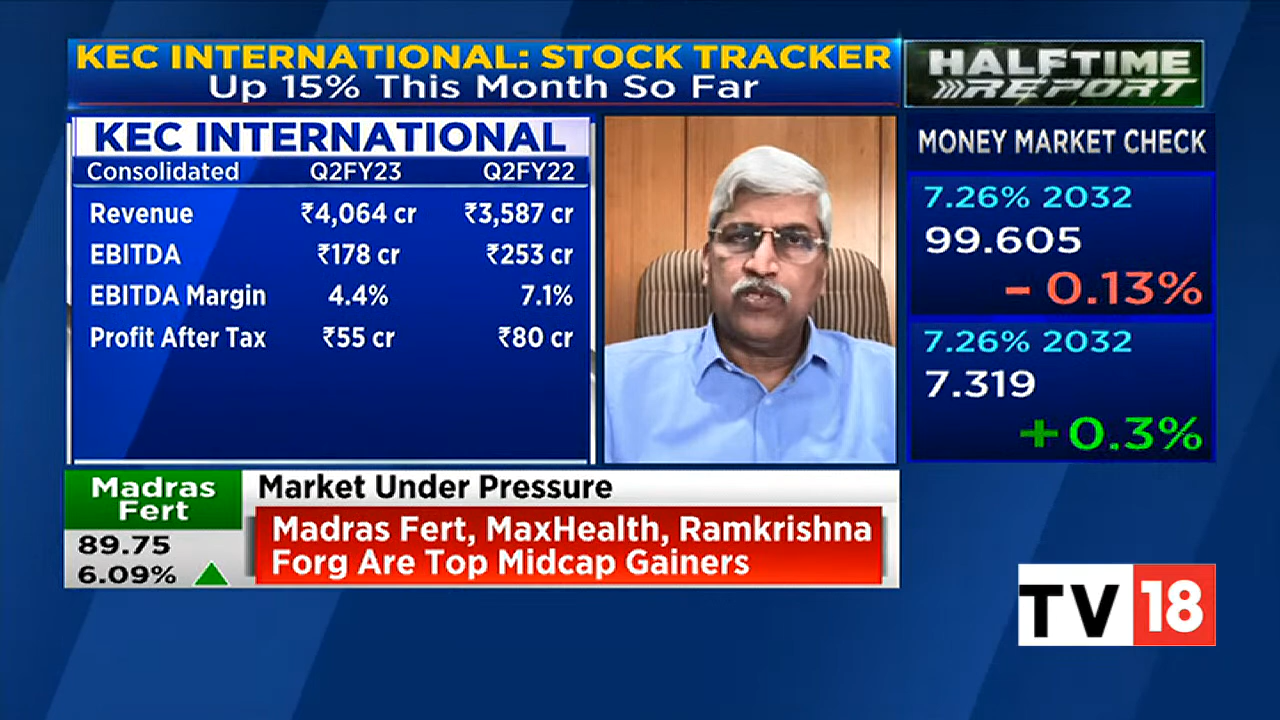 KEC INTERNATIONAL: STOCK TRACKER
Up 15% This Month So Far
HALFTIME
REPORT
KEC INTERNATIONAL
Consolidated Q2FY23 Q2FY22
Revenue ₹4,064 cr ₹3,587 cr
EBITDA ₹178 cr ₹253 cr
EBITDA Margin 4.4% 7.1%
Profit After Tax ₹55 cr ₹80 cr
MONEY MARKET CHECK
7.26% 2032
99.605
- 0.13%
7.26% 2032
7.319
+0.3%
Madras
Fert
89.75
6.09%
Market Under Pressure
Madras Fert, MaxHealth, Ramkrishna
Forg Are Top Midcap Gainers
TV18